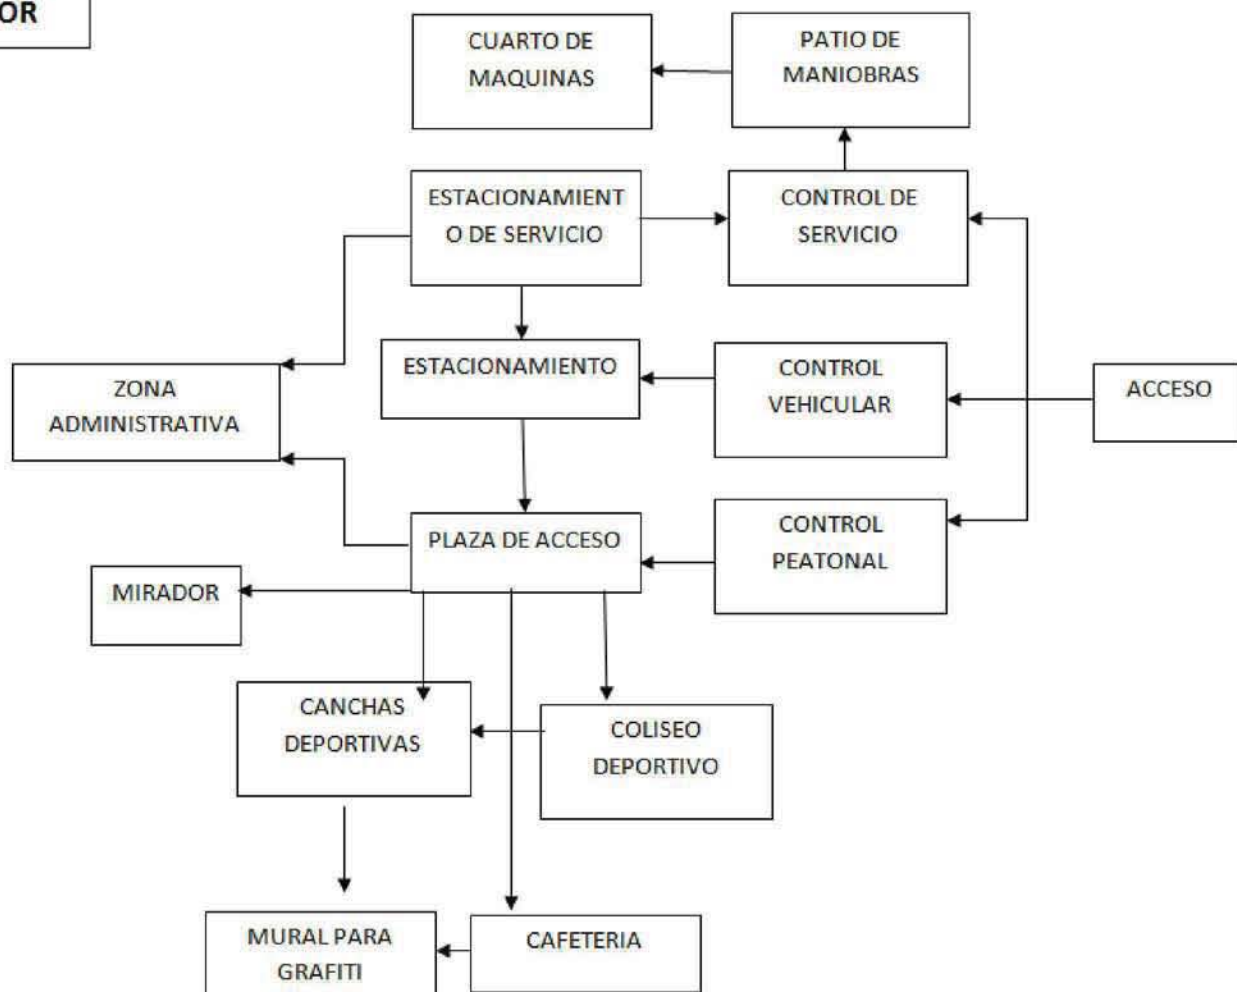 OR
CUARTO DE
MAQUINAS
PATIO DE
MANIOBRAS
ESTACIONAMIENT
O DE SERVICIO
CONTROL DE
SERVICIO
ESTACIONAMIENTO
CONTROL
VEHICULAR
ACCESO
ZONA
ADMINISTRATIVA
PLAZA DE ACCESO
CONTROL
PEATONAL
MIRADOR
CANCHAS
DEPORTIVAS
COLISEO
DEPORTIVO
MURAL PARA
GRAFITI
CAFETERIA